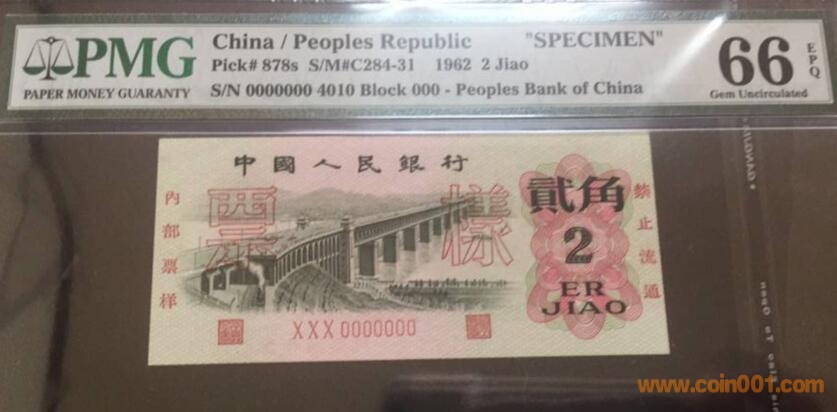 PMG
PAPER MONEY GUARANTY
China / Peoples Republic "SPECIMEN"
Pick# 878s S/M#C284-31 1962 2 Jiao
S/N 0000000 4010 Block 000 - Peoples Bank of China
66 EPQ
Gem Uncirculated
中國人民銀行
內部票样
票樣
貳角
2
ER
JIAO
禁止流通
XXX 0000000
www.coin001.com